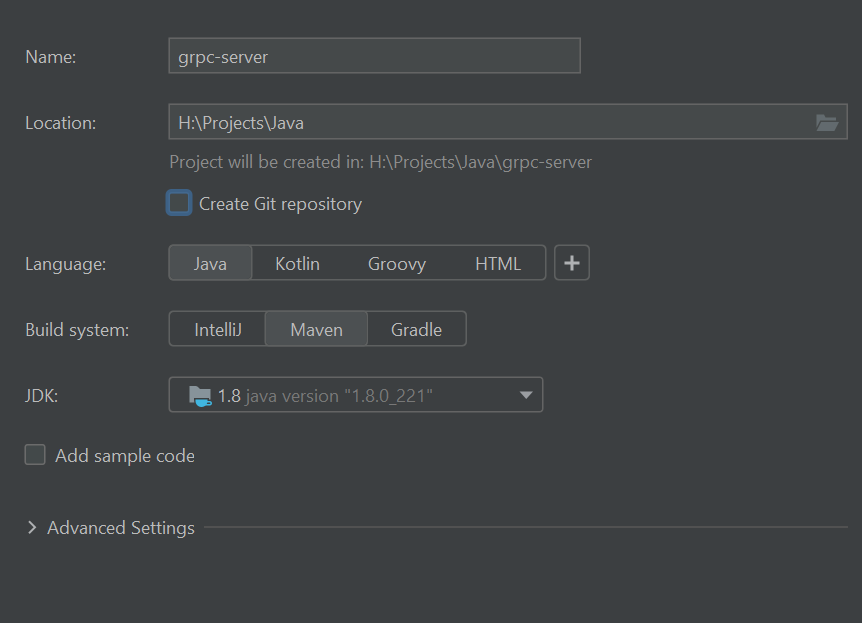 Name: grpc-server
Location: H:\Projects\Java
Project will be created in: H:\Projects\Java\grpc-server
Create Git repository
Language: Java Kotlin Groovy HTML +
Build system: IntelliJ Maven Gradle
JDK: 1.8 java version "1.8.0_221"
Add sample code
Advanced Settings